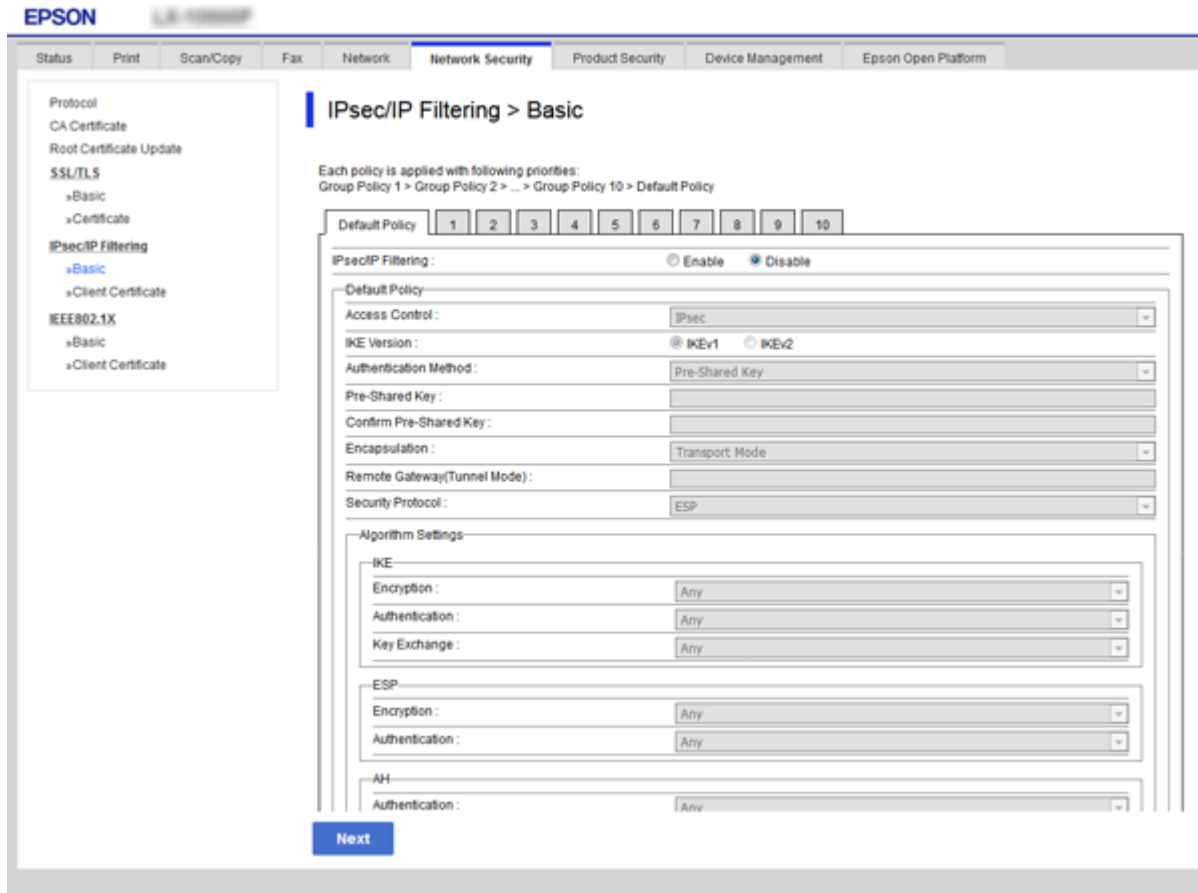 EPSON
Status Print Scan/Copy Fax Network Network Security Product Security Device Management Epson Open Platform
Protocol
CA Certificate
Root Certificate Update
SSL/TLS
»Basic
»Certificate
IPsec/IP Filtering
»Basic
»Client Certificate
IEEE802.1X
»Basic
»Client Certificate
IPsec/IP Filtering > Basic
Each policy is applied with following priorities:
Group Policy 1 > Group Policy 2 > ... > Group Policy 10 > Default Policy
Default Policy 1 2 3 4 5 6 7 8 9 10
IPsec/IP Filtering : Enable Disable
Default Policy
Access Control : IPsec
IKE Version : IKEv1 IKEv2
Authentication Method : Pre-Shared Key
Pre-Shared Key :
Confirm Pre-Shared Key :
Encapsulation : Transport Mode
Remote Gateway(Tunnel Mode) :
Security Protocol : ESP
Algorithm Settings
IKE
Encryption : Any
Authentication : Any
Key Exchange : Any
ESP
Encryption : Any
Authentication : Any
AH
Authentication : Any
Next